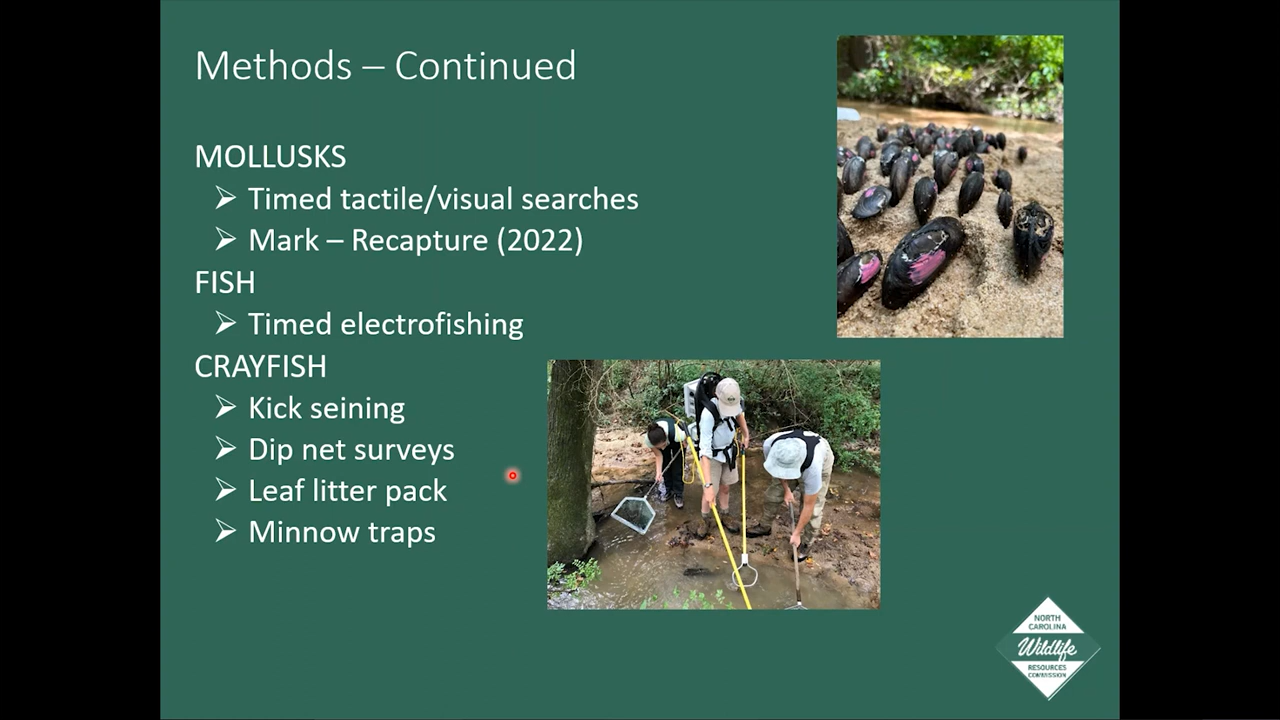 Methods – Continued
MOLLUSKS
➢ Timed tactile/visual searches
➢ Mark – Recapture (2022)
FISH
➢ Timed electrofishing
CRAYFISH
➢ Kick seining
➢ Dip net surveys
➢ Leaf litter pack
➢ Minnow traps
NORTH
CAROLINA
Wildlife
RESOURCES
COMMISSION